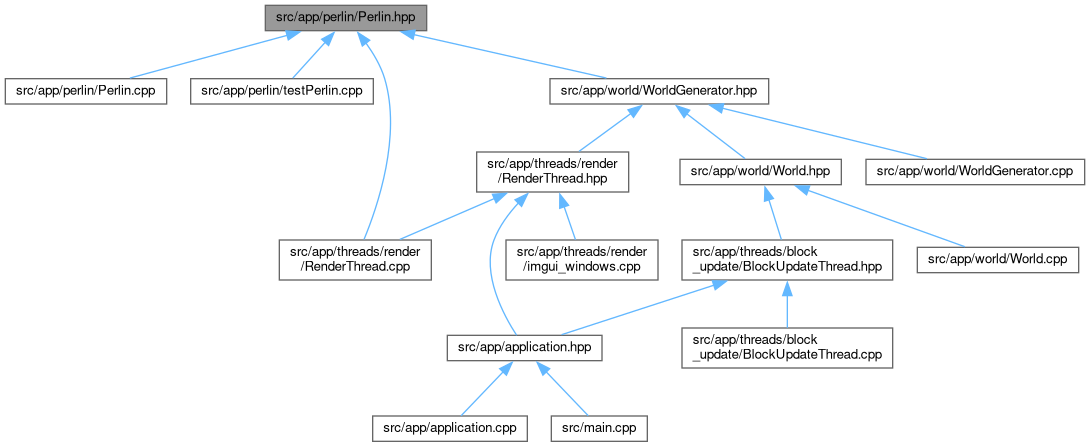 src/app/perlin/Perlin.hpp
src/app/perlin/Perlin.cpp
src/app/perlin/testPerlin.cpp
src/app/world/WorldGenerator.hpp
src/app/threads/render
/RenderThread.hpp
src/app/world/World.hpp
src/app/world/WorldGenerator.cpp
src/app/threads/render
/RenderThread.cpp
src/app/threads/render
/imgui_windows.cpp
src/app/threads/block
_update/BlockUpdateThread.hpp
src/app/world/World.cpp
src/app/application.hpp
src/app/threads/block
_update/BlockUpdateThread.cpp
src/app/application.cpp
src/main.cpp